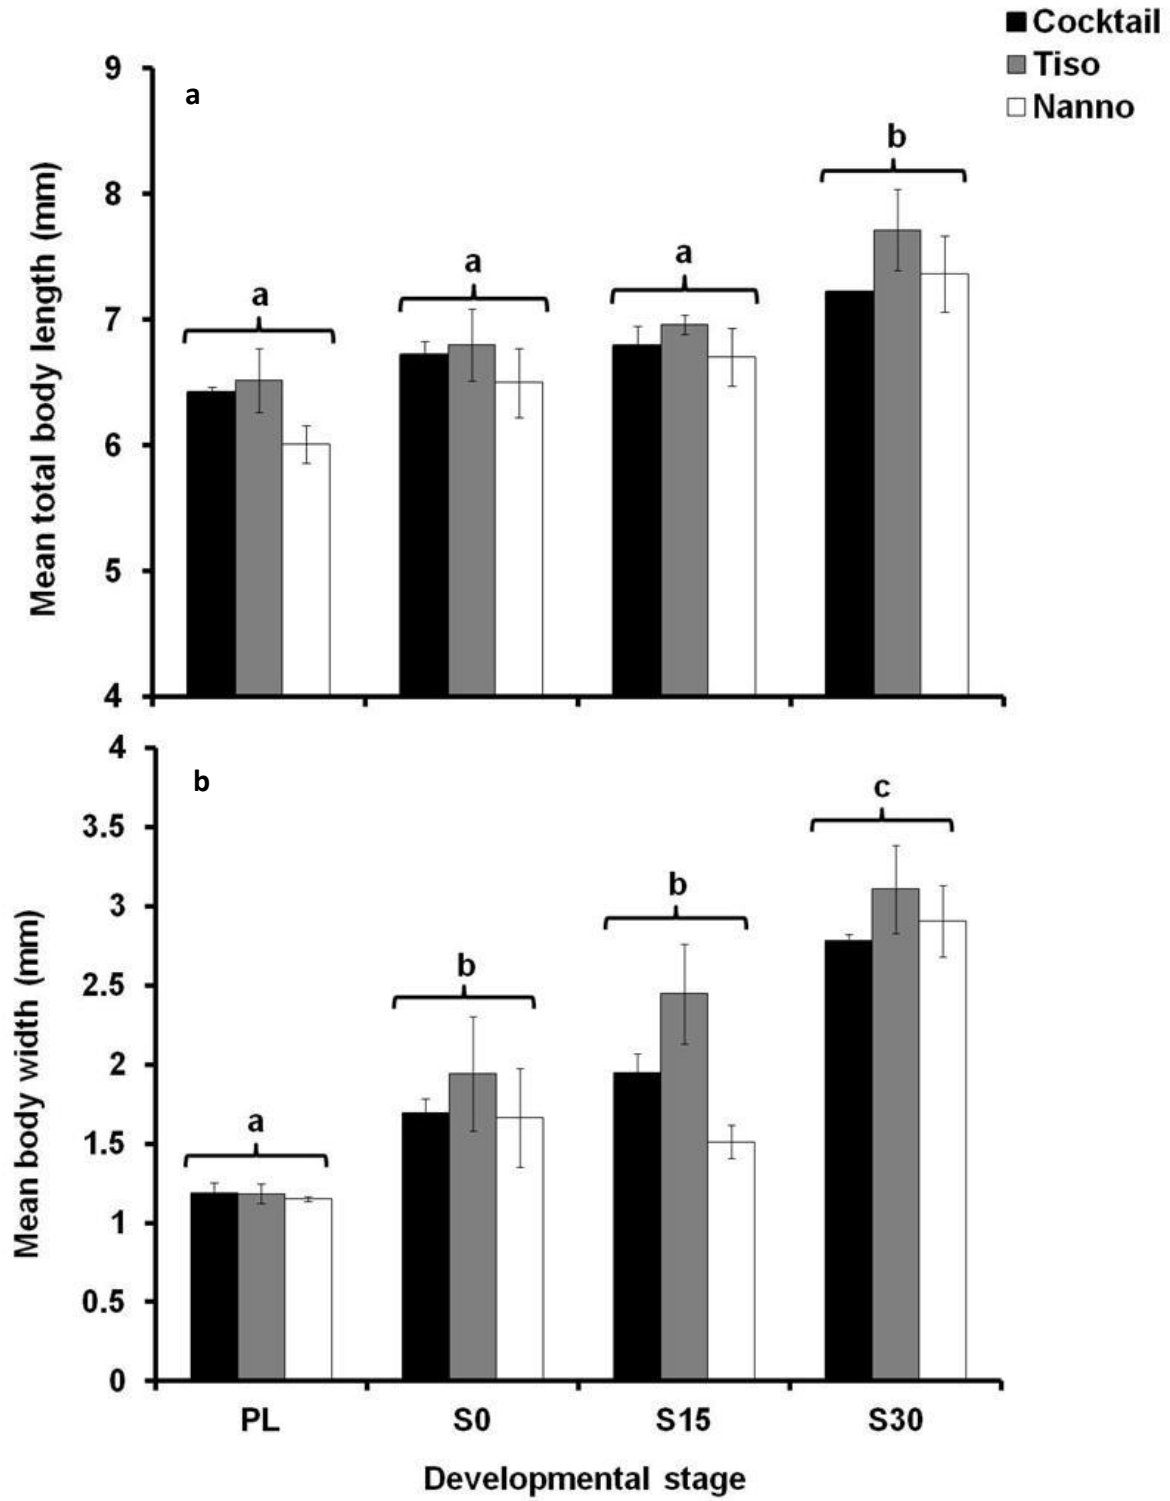 Cocktail
Tiso
Nanno
a
9
8
7
6
5
4
Mean total body length (mm)
a
a
a
b
b
4
3.5
3
2.5
2
1.5
1
0.5
0
Mean body width (mm)
a
b
b
c
PL S0 S15 S30
Developmental stage